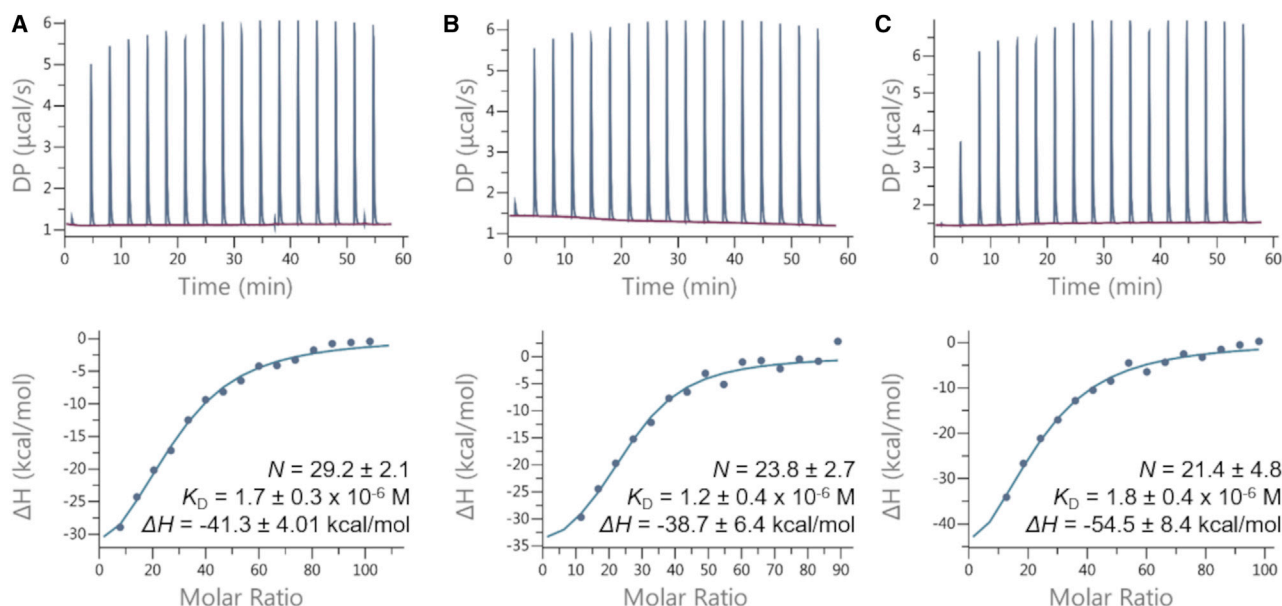 A
6
5
4
3
2
1
DP (μcal/s)
0 10 20 30 40 50 60
Time (min)
B
6
5
4
3
2
1
DP (μcal/s)
0 10 20 30 40 50 60
Time (min)
C
6
5
4
3
2
DP (μcal/s)
0 10 20 30 40 50 60
Time (min)
0
-5
-10
-15
-20
-25
-30
ΔH (kcal/mol)
N = 29.2 ± 2.1
KD = 1.7 ± 0.3 x 10⁻⁶ M
ΔH = -41.3 ± 4.01 kcal/mol
0 20 40 60 80 100
Molar Ratio
0
-5
-10
-15
-20
-25
-30
-35
ΔH (kcal/mol)
N = 23.8 ± 2.7
KD = 1.2 ± 0.4 x 10⁻⁶ M
ΔH = -38.7 ± 6.4 kcal/mol
0 10 20 30 40 50 60 70 80 90
Molar Ratio
0
-10
-20
-30
-40
ΔH (kcal/mol)
N = 21.4 ± 4.8
KD = 1.8 ± 0.4 x 10⁻⁶ M
ΔH = -54.5 ± 8.4 kcal/mol
0 20 40 60 80 100
Molar Ratio